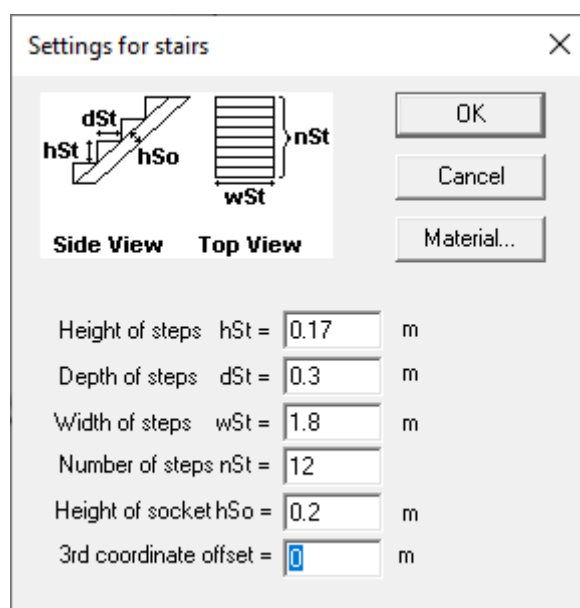 Settings for stairs
dSt
hSt
hSo
nSt
wSt
Side View Top View
OK
Cancel
Material...
Height of steps hSt = 0.17 m
Depth of steps dSt = 0.3 m
Width of steps wSt = 1.8 m
Number of steps nSt = 12
Height of socket hSo = 0.2 m
3rd coordinate offset = 0 m